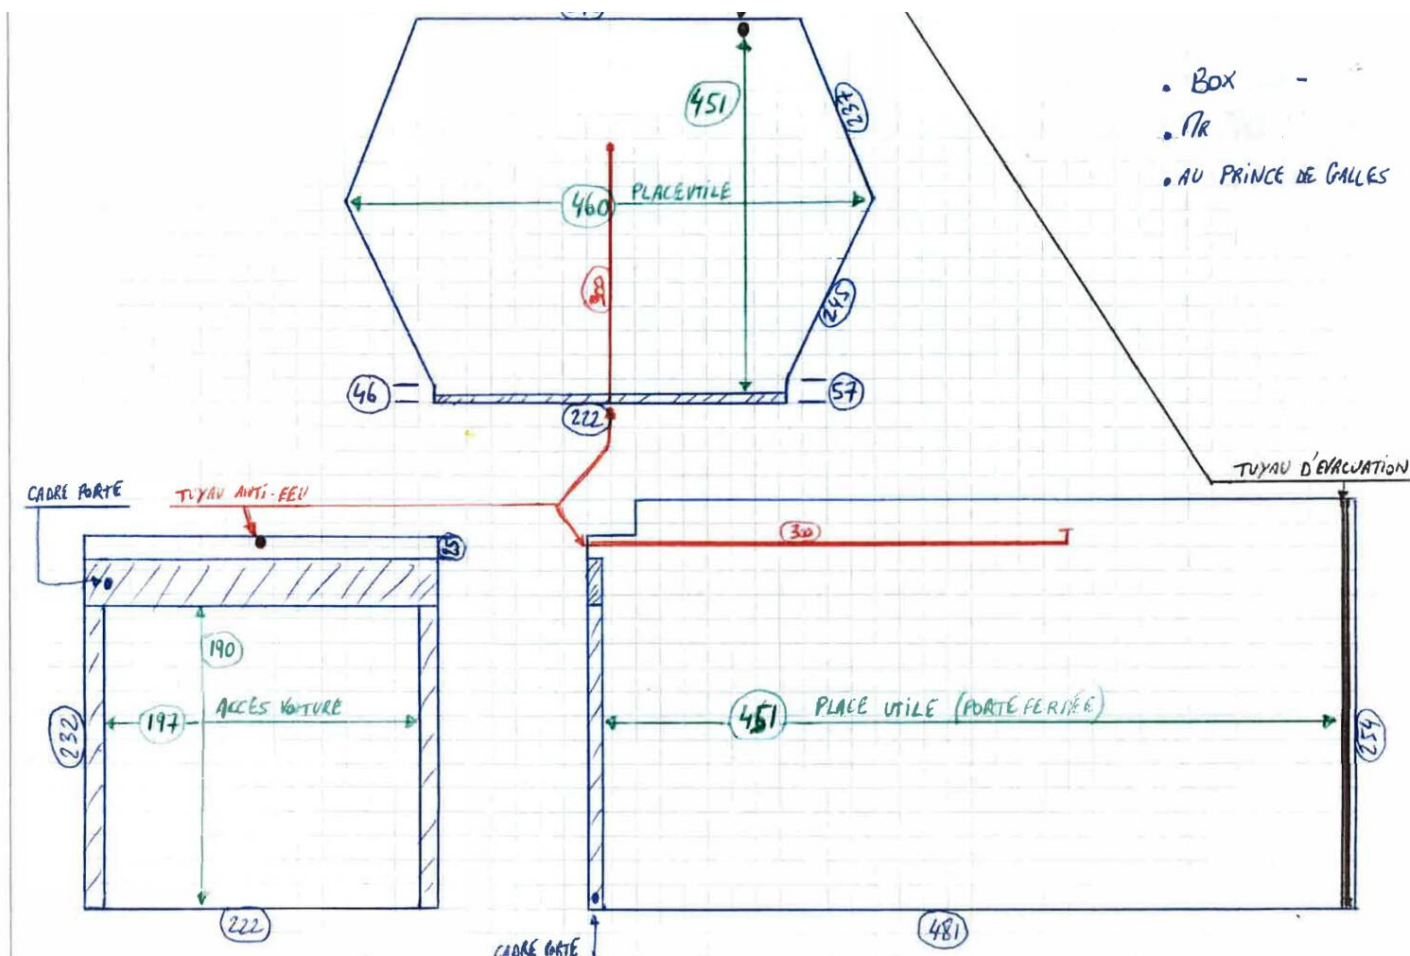 • BOX -
• MR
• AU PRINCE DE GALLES
451
237
460 PLACE UTILE
300
245
46
57
222
TUYAU D'EVACUATION
CADRE PORTE
TUYAU ANTI-FEU
25
300
190
197 ACCÈS VOITURE
232
451 PLACE UTILE (PORTE FERMÉE)
254
222
481
CADRE PORTE